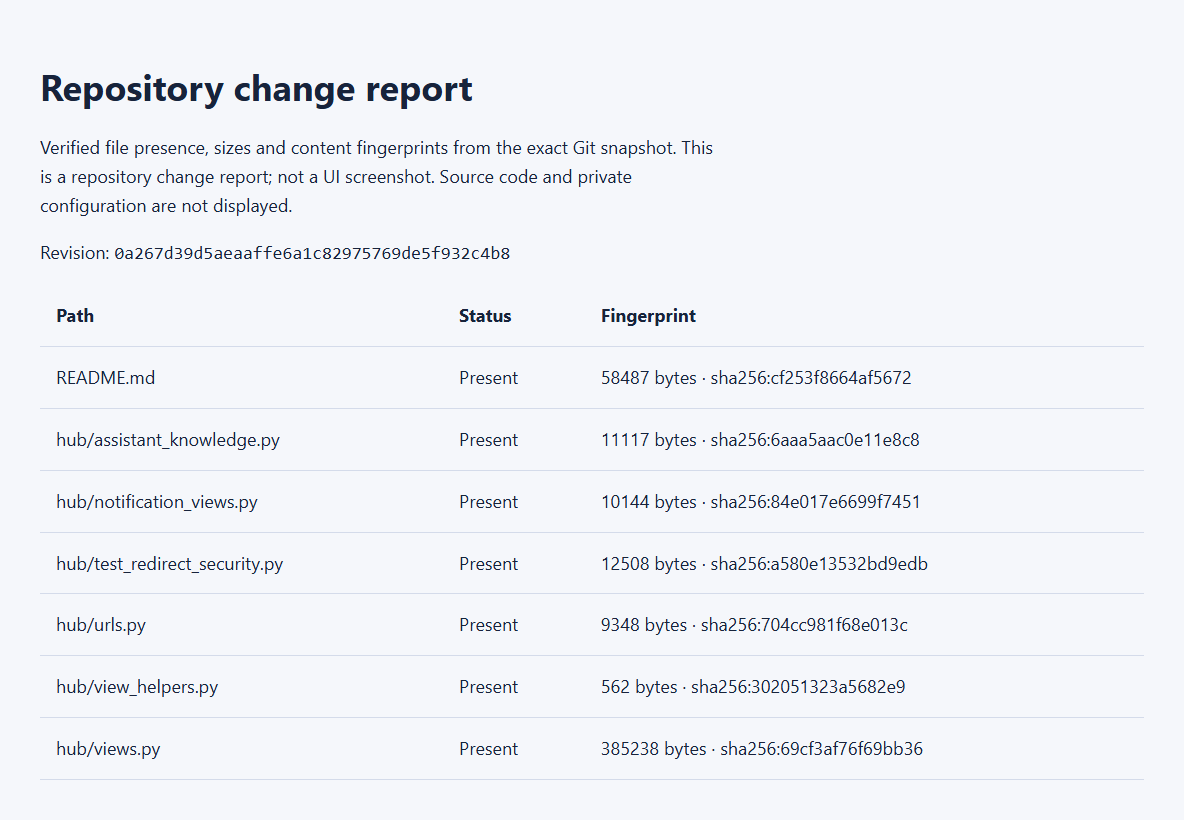 Repository change report
Verified file presence, sizes and content fingerprints from the exact Git snapshot. This
is a repository change report; not a UI screenshot. Source code and private
configuration are not displayed.
Revision: 0a267d39d5aeaaffe6a1c82975769de5f932c4b8
Path Status Fingerprint
README.md Present 58487 bytes · sha256:cf253f8664af5672
hub/assistant_knowledge.py Present 11117 bytes · sha256:6aaa5aac0e11e8c8
hub/notification_views.py Present 10144 bytes · sha256:84e017e6699f7451
hub/test_redirect_security.py Present 12508 bytes · sha256:a580e13532bd9edb
hub/urls.py Present 9348 bytes · sha256:704cc981f68e013c
hub/view_helpers.py Present 562 bytes · sha256:302051323a5682e9
hub/views.py Present 385238 bytes · sha256:69cf3af76f69bb36